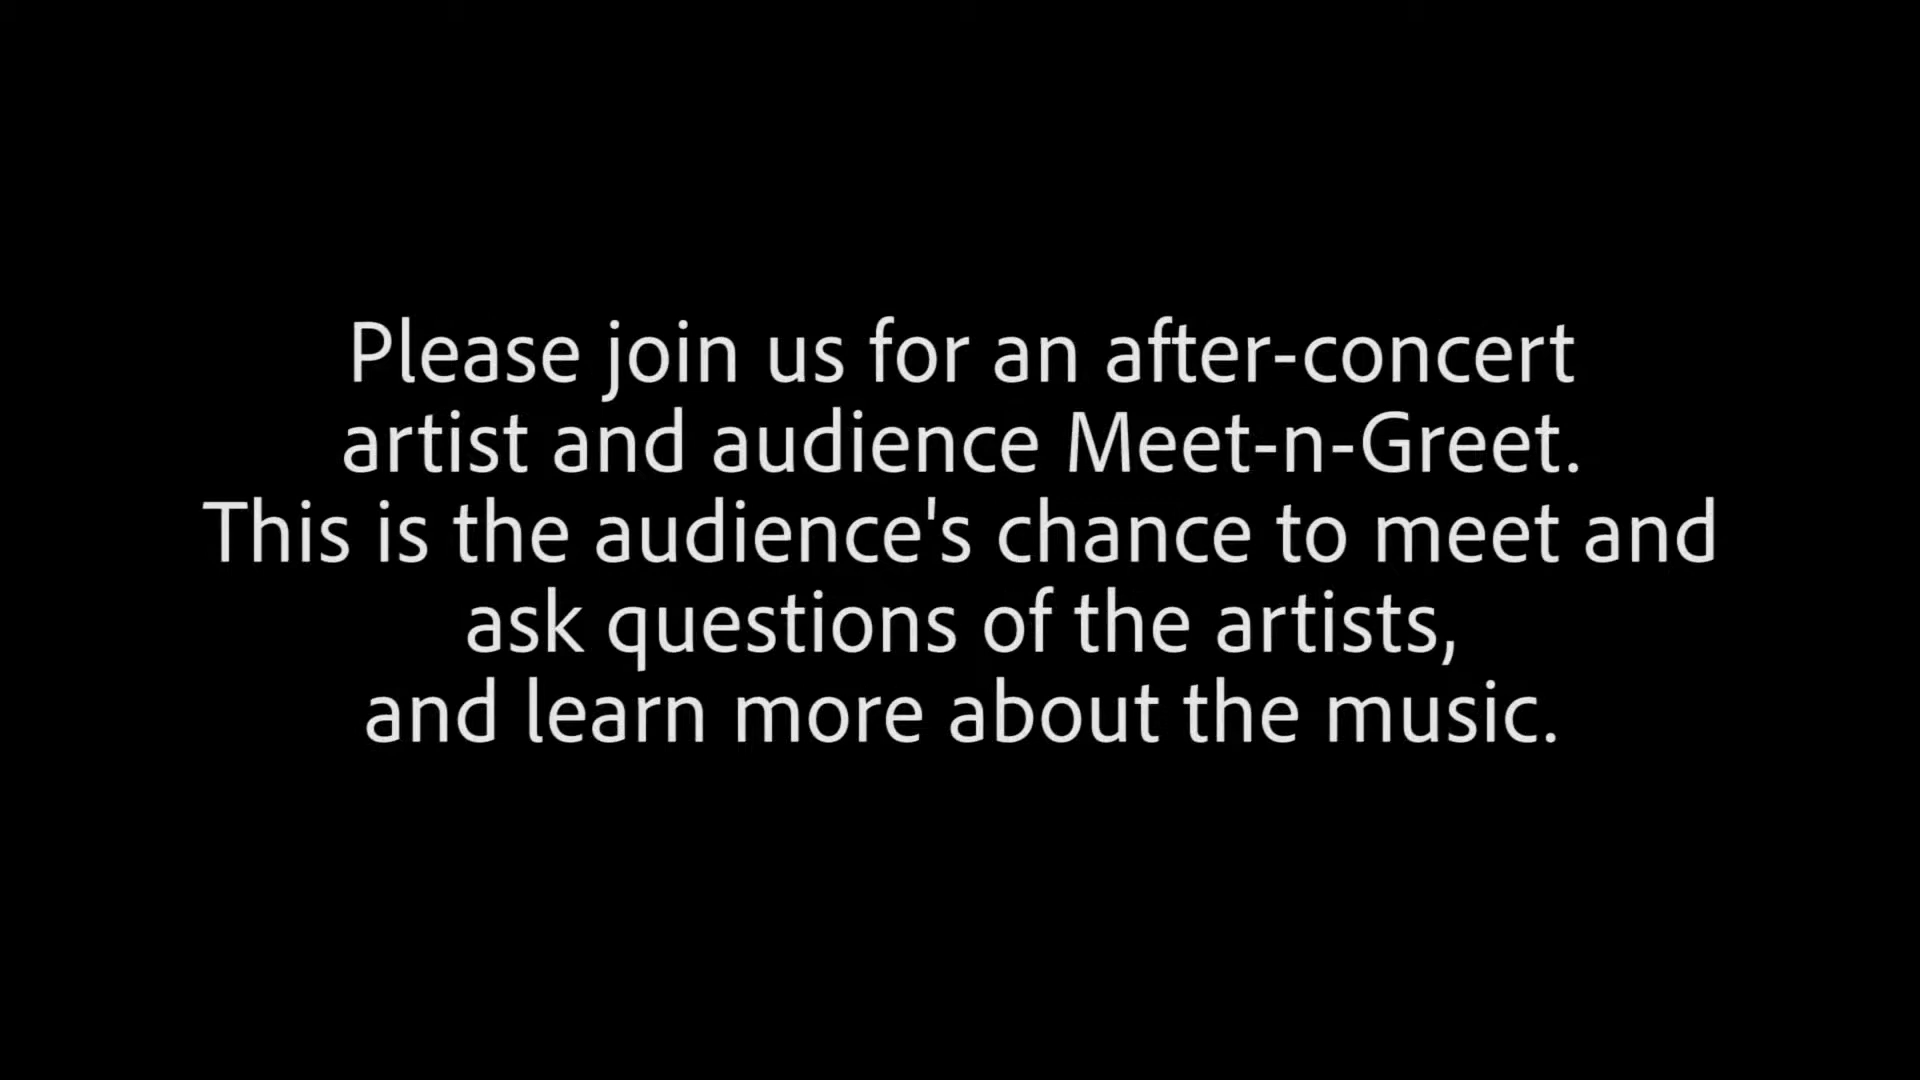 Please join us for an after-concert
artist and audience Meet-n-Greet.
This is the audience's chance to meet and
ask questions of the artists,
and learn more about the music.